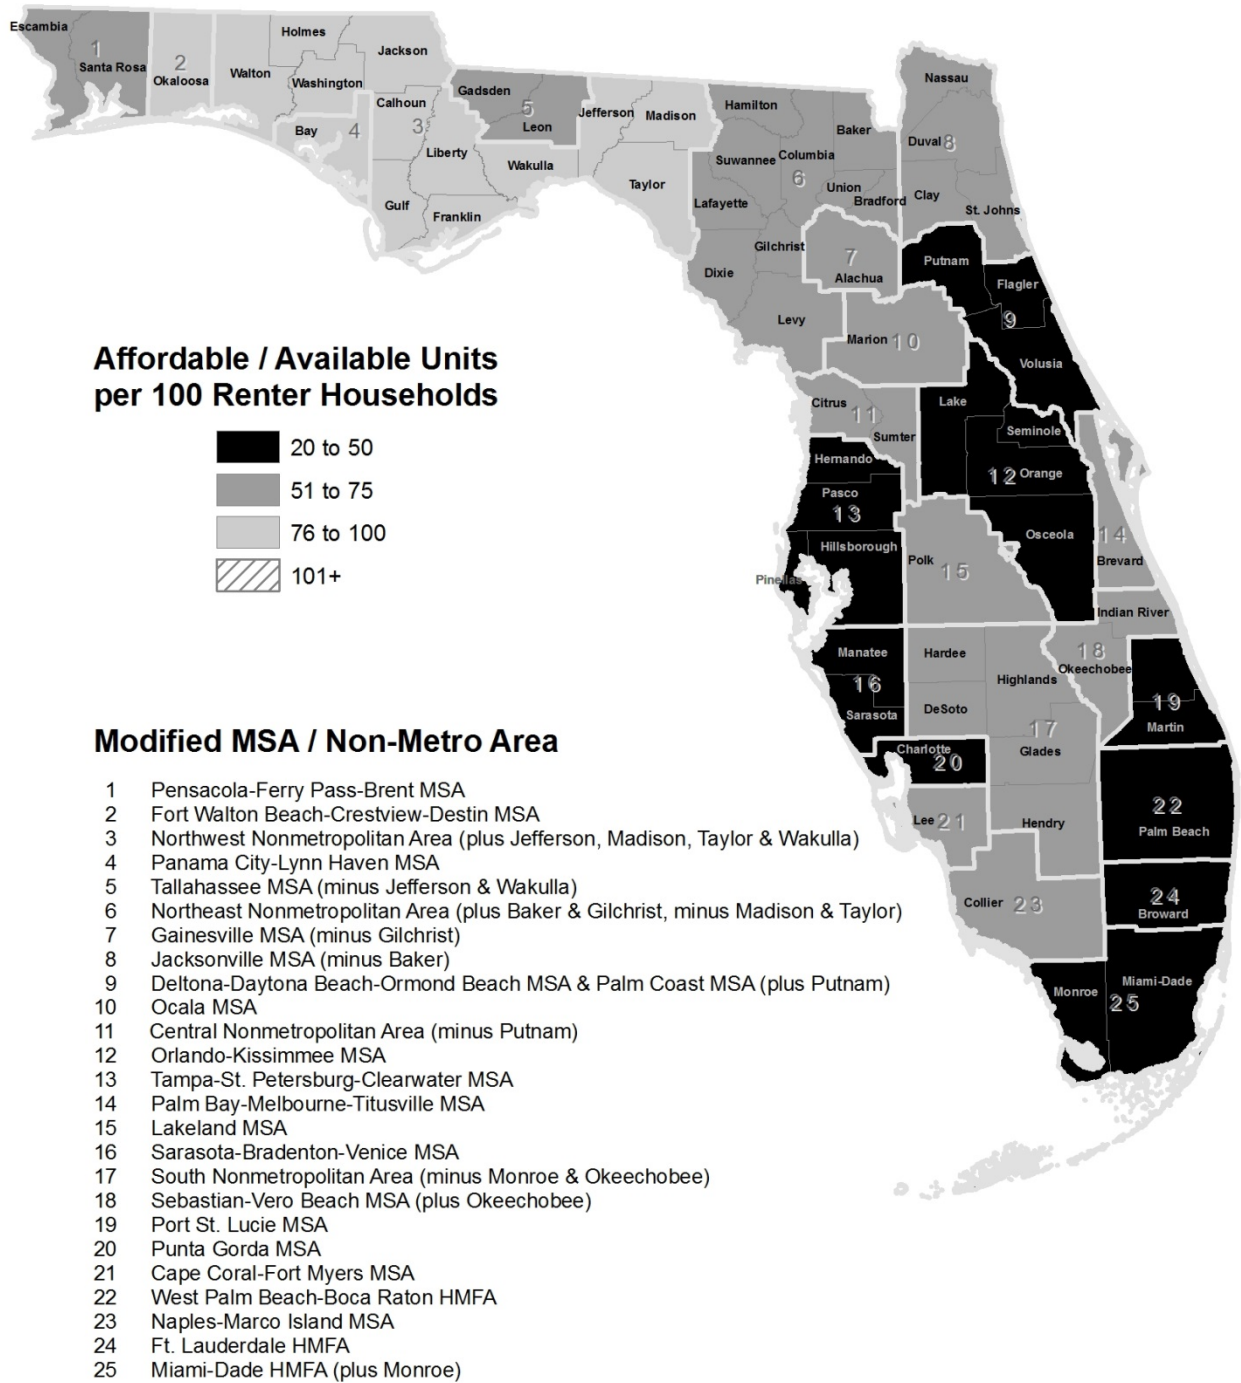 Escambia
1
Santa Rosa
2
Okaloosa
Walton
Holmes
Washington
Jackson
Bay
4
Calhoun
3
Liberty
Gulf
Franklin
Gadsden
5
Leon
Wakulla
Jefferson
Madison
Taylor
Hamilton
Suwannee
Columbia
6
Baker
Union
Bradford
Lafayette
Gilchrist
Dixie
Levy
Nassau
Duval
8
Clay
St. Johns
7
Alachua
Putnam
Flagler
9
Volusia
Marion
10
Citrus
11
Sumter
Lake
Seminole
12
Orange
Osceola
Hernando
Pasco
13
Hillsborough
Pinellas
Polk
15
14
Brevard
Indian River
18
Okeechobee
Manatee
16
Sarasota
Hardee
Highlands
DeSoto
17
Glades
Hendry
19
Martin
Charlotte
20
Lee
21
22
Palm Beach
Collier
23
24
Broward
Monroe
Miami-Dade
25
Affordable / Available Units
per 100 Renter Households
20 to 50
51 to 75
76 to 100
101+
Modified MSA / Non-Metro Area
1 Pensacola-Ferry Pass-Brent MSA
2 Fort Walton Beach-Crestview-Destin MSA
3 Northwest Nonmetropolitan Area (plus Jefferson, Madison, Taylor & Wakulla)
4 Panama City-Lynn Haven MSA
5 Tallahassee MSA (minus Jefferson & Wakulla)
6 Northeast Nonmetropolitan Area (plus Baker & Gilchrist, minus Madison & Taylor)
7 Gainesville MSA (minus Gilchrist)
8 Jacksonville MSA (minus Baker)
9 Deltona-Daytona Beach-Ormond Beach MSA & Palm Coast MSA (plus Putnam)
10 Ocala MSA
11 Central Nonmetropolitan Area (minus Putnam)
12 Orlando-Kissimmee MSA
13 Tampa-St. Petersburg-Clearwater MSA
14 Palm Bay-Melbourne-Titusville MSA
15 Lakeland MSA
16 Sarasota-Bradenton-Venice MSA
17 South Nonmetropolitan Area (minus Monroe & Okeechobee)
18 Sebastian-Vero Beach MSA (plus Okeechobee)
19 Port St. Lucie MSA
20 Punta Gorda MSA
21 Cape Coral-Fort Myers MSA
22 West Palm Beach-Boca Raton HMFA
23 Naples-Marco Island MSA
24 Ft. Lauderdale HMFA
25 Miami-Dade HMFA (plus Monroe)